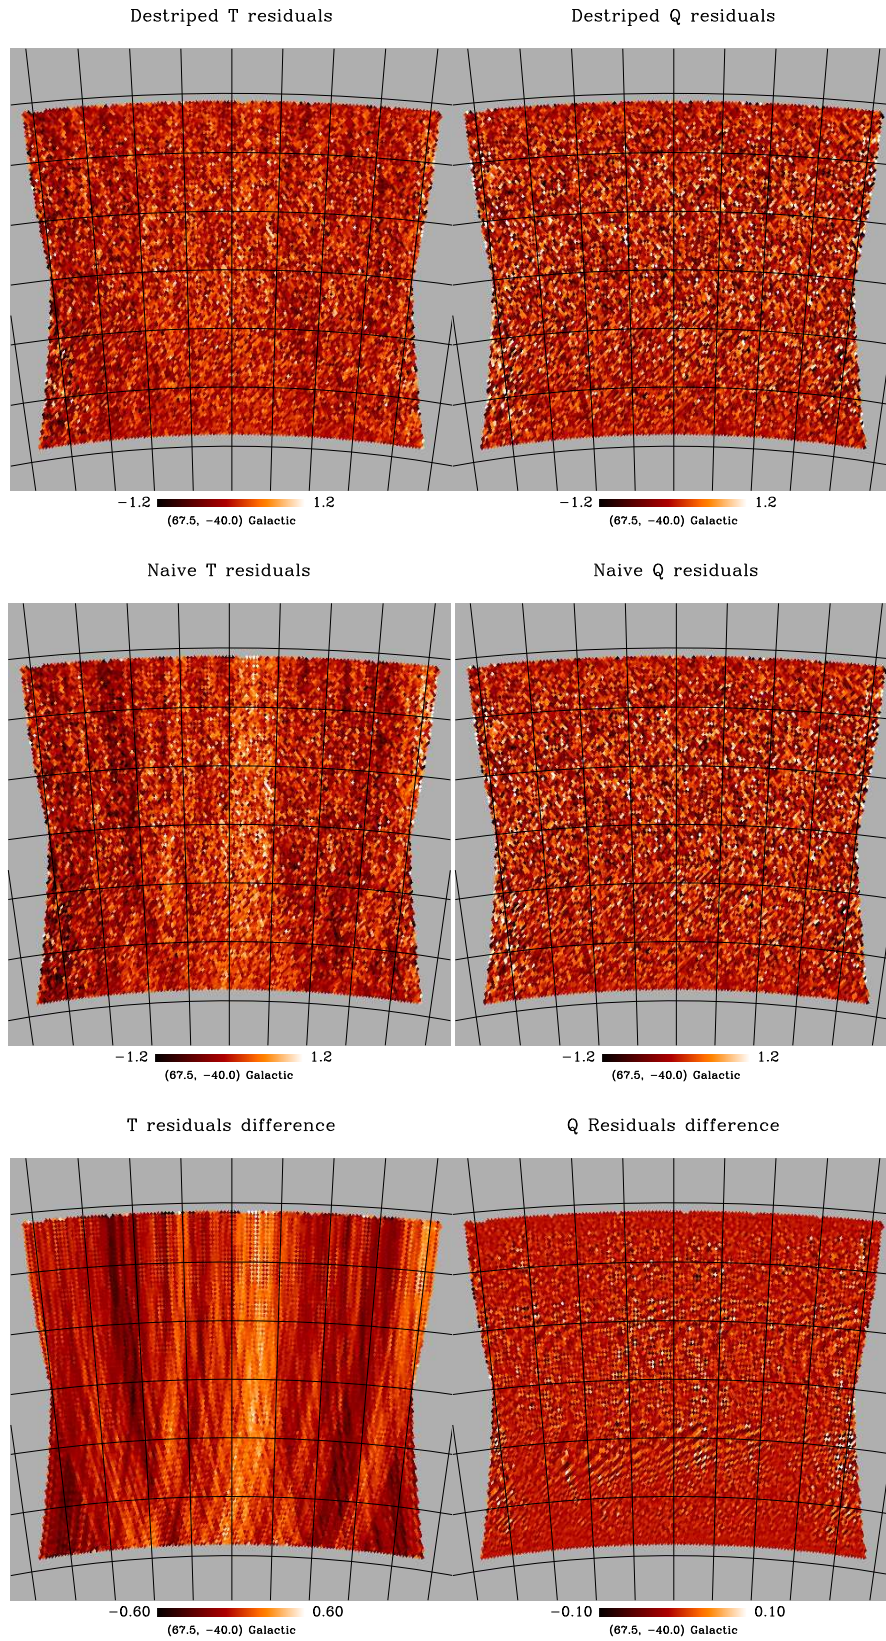 Destriped T residuals
Destriped Q residuals
−1.2 1.2
(67.5, −40.0) Galactic
−1.2 1.2
(67.5, −40.0) Galactic
Naive T residuals
Naive Q residuals
−1.2 1.2
(67.5, −40.0) Galactic
−1.2 1.2
(67.5, −40.0) Galactic
T residuals difference
Q Residuals difference
−0.60 0.60
(67.5, −40.0) Galactic
−0.10 0.10
(67.5, −40.0) Galactic